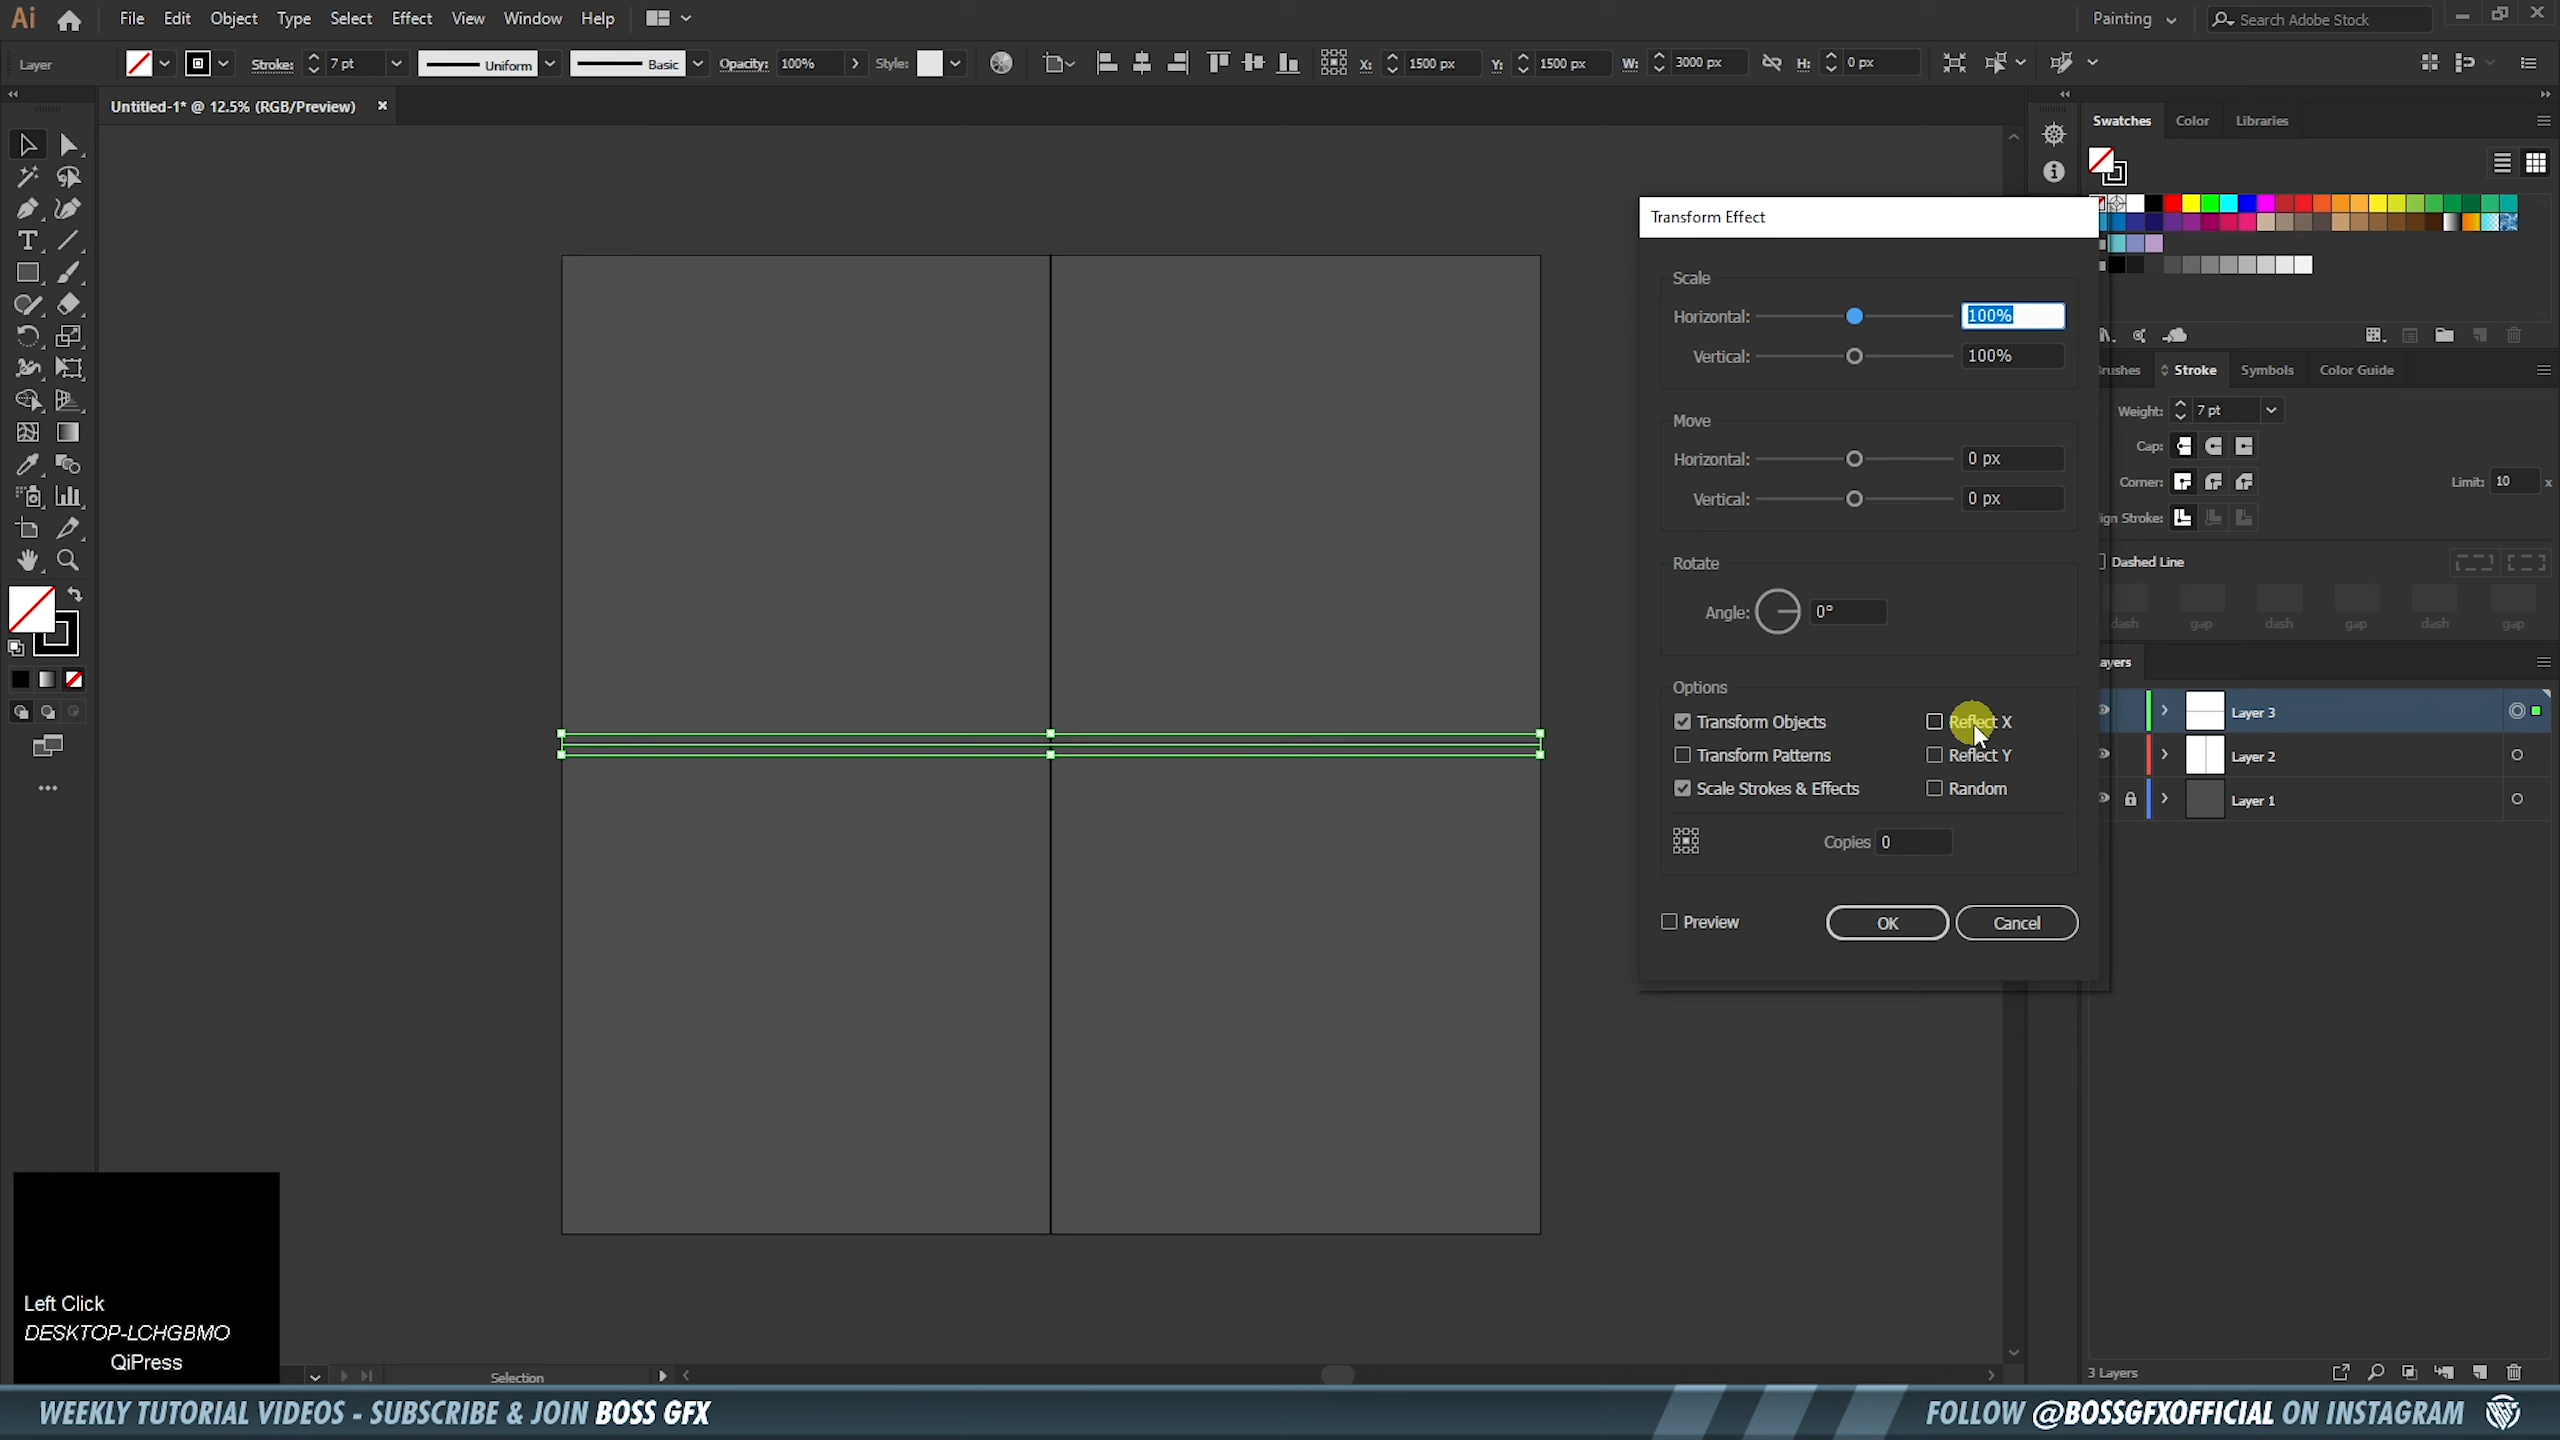 Ai File Edit Object Type Select Effect View Window Help Painting Search Adobe Stock
Layer Stroke: 7 pt Uniform Basic Opacity: 100% Style: X: 1500 px Y: 1500 px W: 3000 px H: 0 px
Untitled-1* @ 12.5% (RGB/Preview)
Swatches Color Libraries
Transform Effect
Scale
Horizontal: 100%
Vertical: 100%
Move
Horizontal: 0 px
Vertical: 0 px
Rotate
Angle: 0°
Options
Transform Objects Reflect X
Transform Patterns Reflect Y
Scale Strokes & Effects Random
Copies 0
Preview OK Cancel
rushes Stroke Symbols Color Guide
Weight: 7 pt
Cap:
Corner: Limit: 10 x
ign Stroke:
Dashed Line
dash gap dash gap dash gap
ayers
Layer 3
Layer 2
Layer 1
3 Layers
Left Click
DESKTOP-LCHGBMO
QiPress
Selection
WEEKLY TUTORIAL VIDEOS - SUBSCRIBE & JOIN BOSS GFX
FOLLOW @BOSSGFXOFFICIAL ON INSTAGRAM